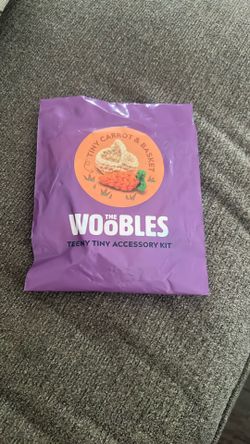 TINY CARROT & BASKET
THE
WOOBLES
TEENY TINY ACCESSORY KIT